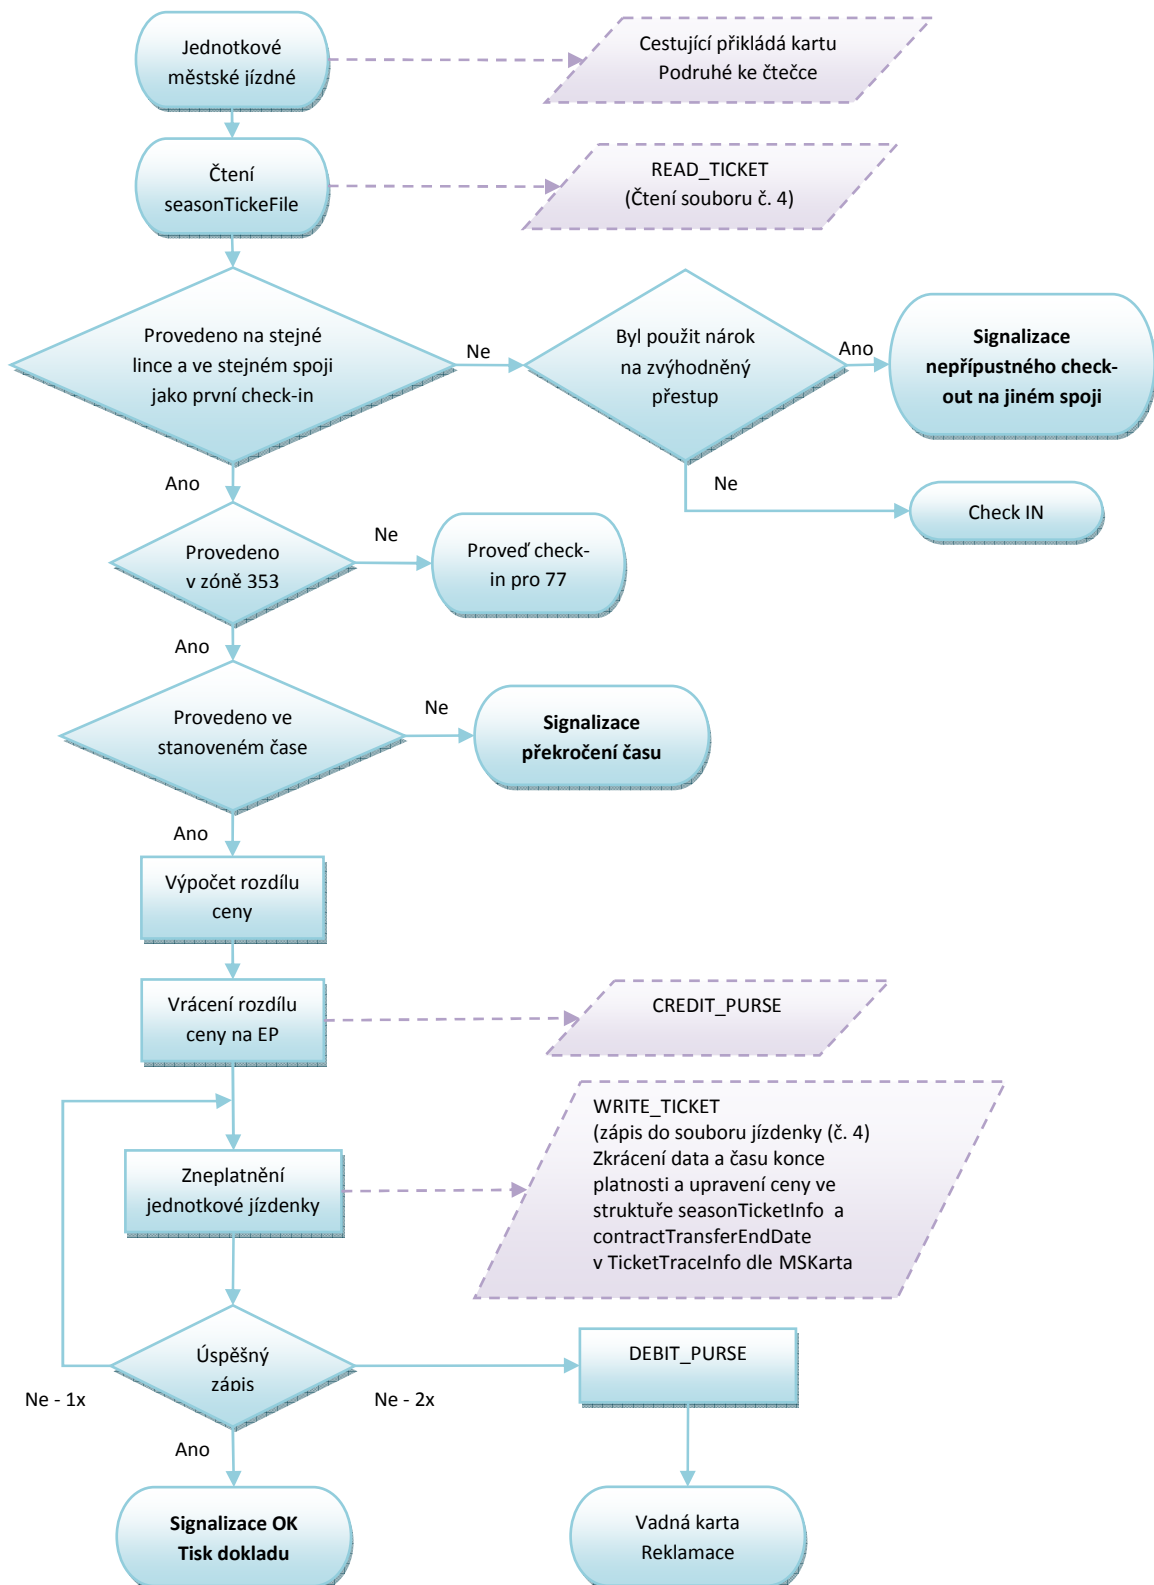 Jednotkové
městské jízdné
Cestující přikládá kartu
Podruhé ke čtečce
Čtení
seasonTickeFile
READ_TICKET
(Čtení souboru č. 4)
Provedeno na stejné
lince a ve stejném spoji
jako první check-in
Ne
Byl použit nárok
na zvýhodněný
přestup
Ano
Signalizace
nepřípustného check-
out na jiném spoji
Ano
Ne
Check IN
Provedeno
v zóně 353
Ne
Proveď check-
in pro 77
Ano
Provedeno ve
stanoveném čase
Ne
Signalizace
překročení času
Ano
Výpočet rozdílu
ceny
Vrácení rozdílu
ceny na EP
CREDIT_PURSE
WRITE_TICKET
(zápis do souboru jízdenky (č. 4)
Zkrácení data a času konce
platnosti a upravení ceny ve
struktuře seasonTicketInfo a
contractTransferEndDate
v TicketTraceInfo dle MSKarta
Zneplatnění
jednotkové jízdenky
Úspěšný
zápis
DEBIT_PURSE
Ne - 1x
Ne - 2x
Ano
Signalizace OK
Tisk dokladu
Vadná karta
Reklamace